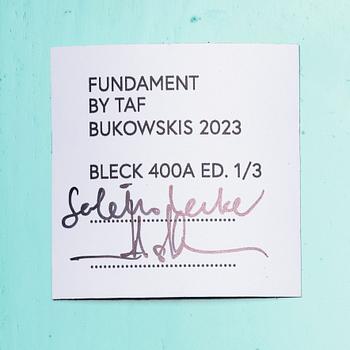 FUNDAMENT
BY TAF
BUKOWSKIS 2023
BLECK 400A ED. 1/3